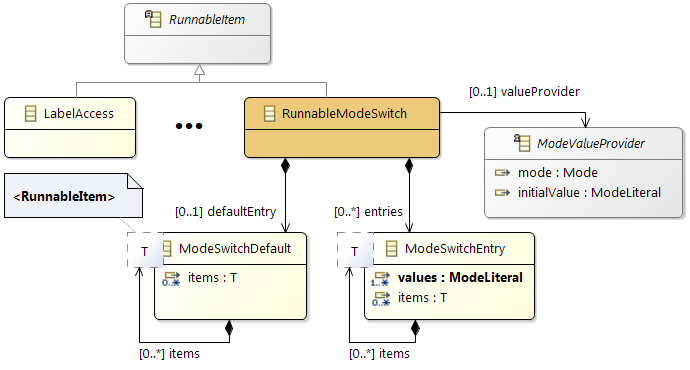 RunnableItem
LabelAccess
RunnableModeSwitch
[0..1] valueProvider
ModeValueProvider
mode : Mode
initialValue : ModeLiteral
<RunnableItem>
[0..1] defaultEntry
[0..*] entries
T
ModeSwitchDefault
0..* items : T
T
ModeSwitchEntry
1..* values : ModeLiteral
0..* items : T
[0..*] items
[0..*] items